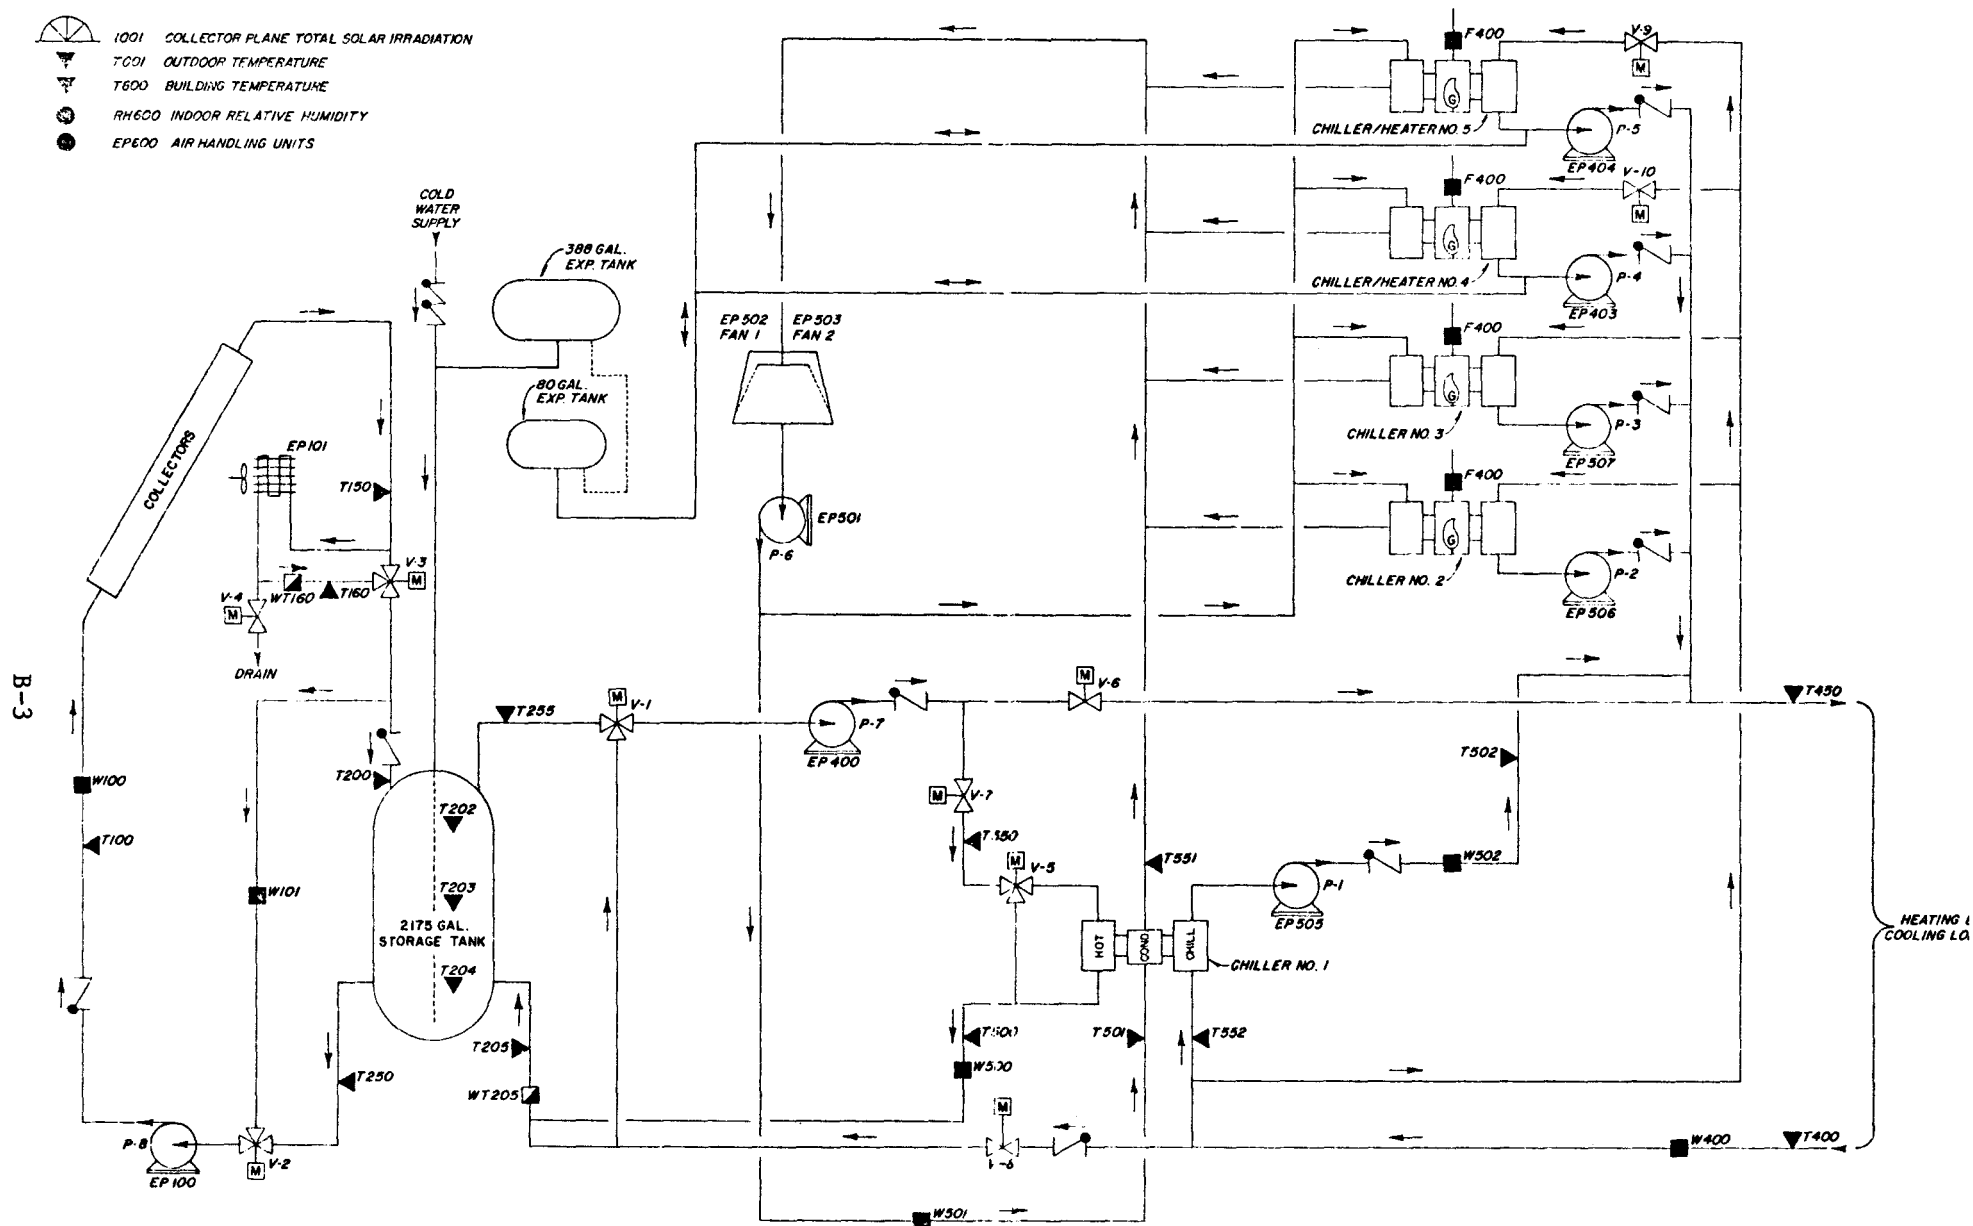 I001 COLLECTOR PLANE TOTAL SOLAR IRRADIATION
T001 OUTDOOR TEMPERATURE
T600 BUILDING TEMPERATURE
RH600 INDOOR RELATIVE HUMIDITY
EP600 AIR HANDLING UNITS
COLD
WATER
SUPPLY
388 GAL.
EXP. TANK
80 GAL.
EXP. TANK
EP502
FAN 1
EP503
FAN 2
EP501
P-6
COLLECTORS
EP101
T150
V-3
M
WT160
T160
V-4
M
DRAIN
W100
T100
W101
T200
T202
T203
2175 GAL.
STORAGE TANK
T204
T205
WT205
T250
P-8
EP100
V-2
M
T255
M
V-1
P-7
EP400
M
V-6
V-7
M
T550
M
V-5
HOT
COND
CHILL
CHILLER NO. 1
T551
P-1
EP505
W502
T502
T500
W500
T501
T552
M
V-6
W501
W400
T400
T450
HEATING &
COOLING LO
F400
G
CHILLER/HEATER NO. 5
V-9
M
P-5
EP404
F400
G
CHILLER/HEATER NO. 4
V-10
M
P-4
EP403
F400
G
CHILLER NO. 3
P-3
EP507
F400
G
CHILLER NO. 2
P-2
EP506
B-3